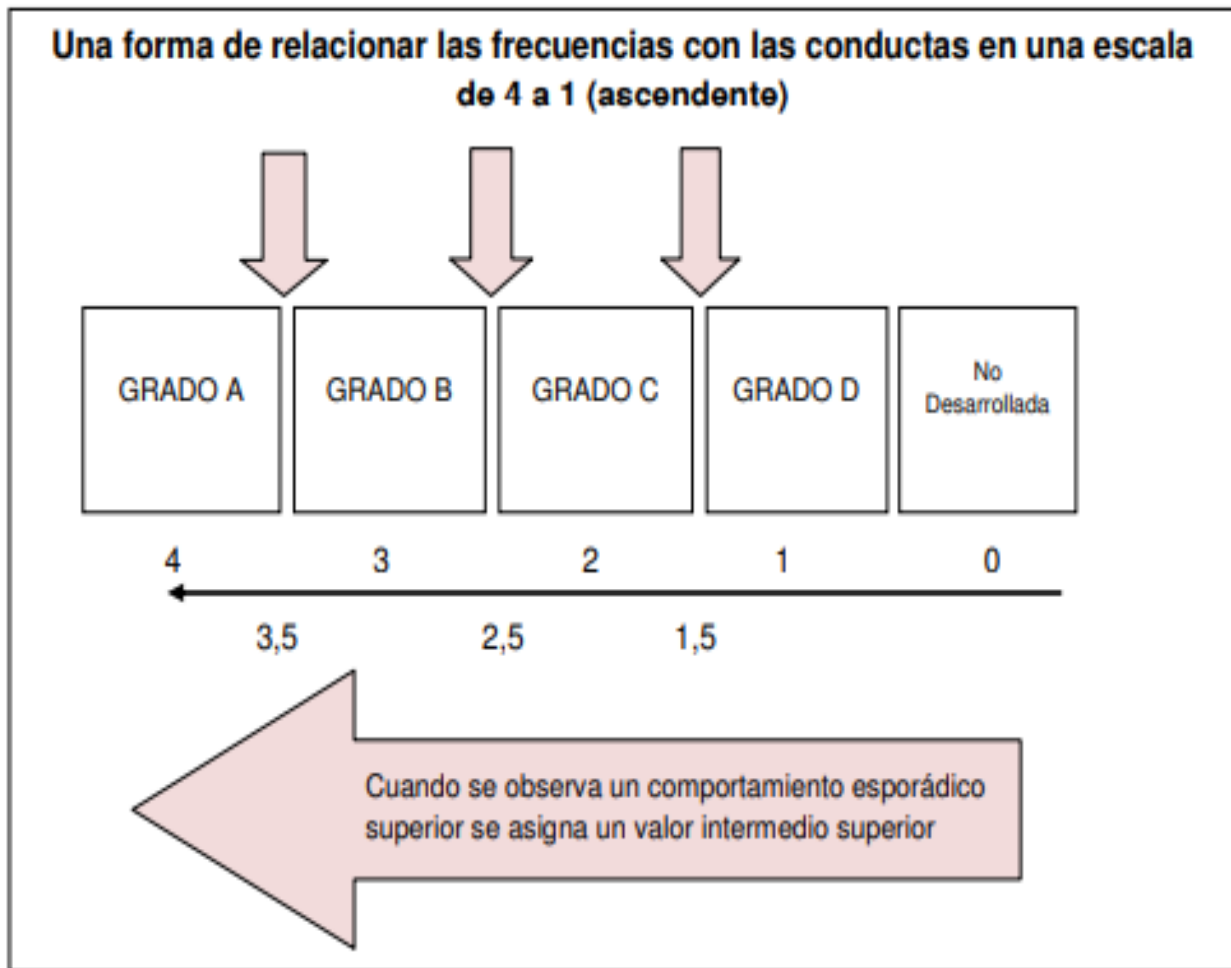 Una forma de relacionar las frecuencias con las conductas en una escala
de 4 a 1 (ascendente)
GRADO A
GRADO B
GRADO C
GRADO D
No
Desarrollada
4
3
2
1
0
3,5
2,5
1,5
Cuando se observa un comportamiento esporádico
superior se asigna un valor intermedio superior